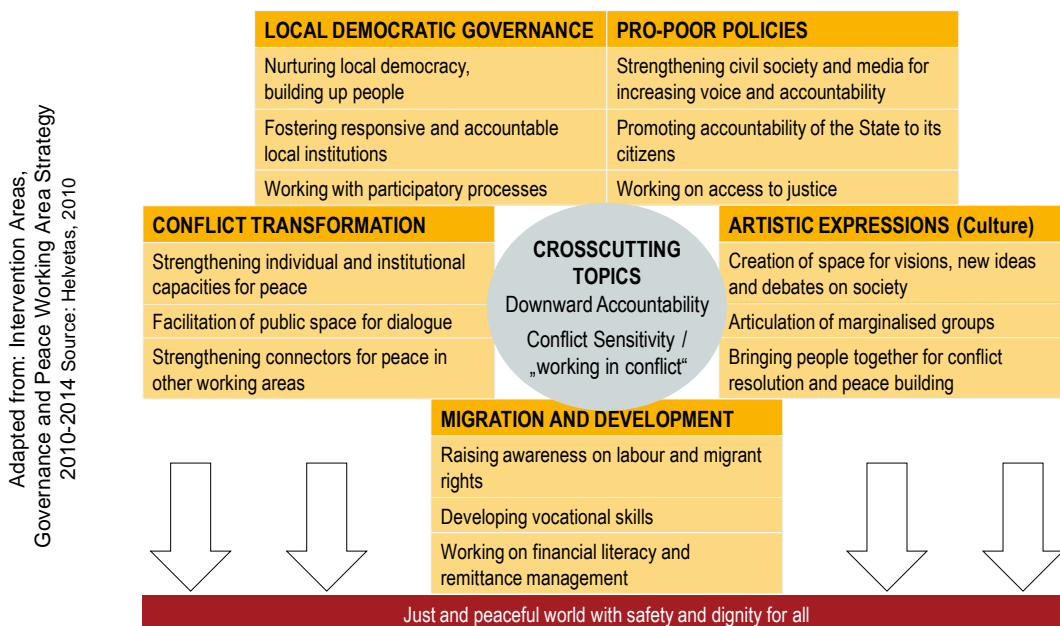 Adapted from: Intervention Areas,
Governance and Peace Working Area Strategy
2010-2014 Source: Helvetas, 2010
LOCAL DEMOCRATIC GOVERNANCE
Nurturing local democracy,
building up people
Fostering responsive and accountable
local institutions
Working with participatory processes
PRO-POOR POLICIES
Strengthening civil society and media for
increasing voice and accountability
Promoting accountability of the State to its
citizens
Working on access to justice
CONFLICT TRANSFORMATION
Strengthening individual and institutional
capacities for peace
Facilitation of public space for dialogue
Strengthening connectors for peace in
other working areas
CROSSCUTTING
TOPICS
Downward Accountability
Conflict Sensitivity /
„working in conflict“
ARTISTIC EXPRESSIONS (Culture)
Creation of space for visions, new ideas
and debates on society
Articulation of marginalised groups
Bringing people together for conflict
resolution and peace building
MIGRATION AND DEVELOPMENT
Raising awareness on labour and migrant
rights
Developing vocational skills
Working on financial literacy and
remittance management
Just and peaceful world with safety and dignity for all